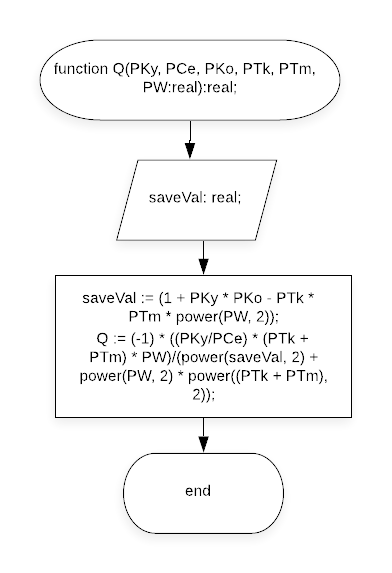 function Q(PKy, PCe, PKo, PTk, PTm,
PW:real):real;
saveVal: real;
saveVal := (1 + PKy * PKo - PTk *
PTm * power(PW, 2));
Q := (-1) * ((PKy/PCe) * (PTk +
PTm) * PW)/(power(saveVal, 2) +
power(PW, 2) * power((PTk + PTm),
2));
end